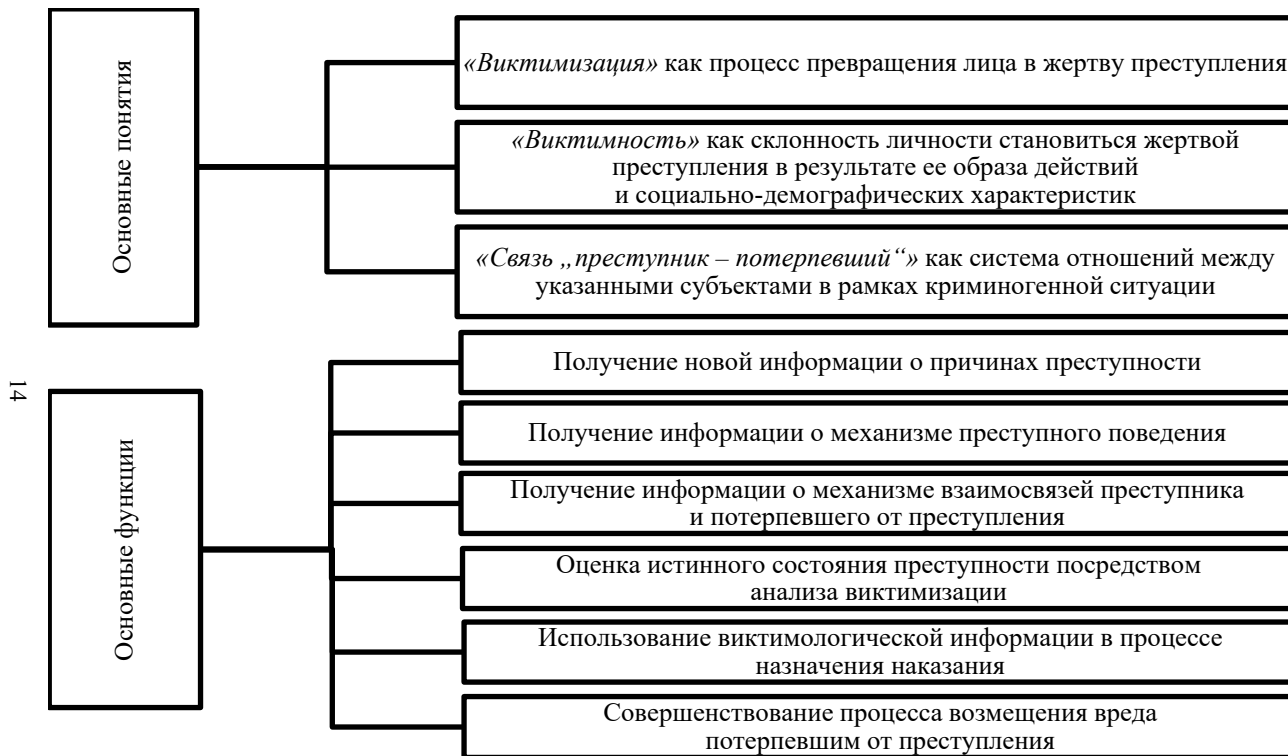 Основные понятия
«Виктимизация» как процесс превращения лица в жертву преступления
«Виктимность» как склонность личности становиться жертвой
преступления в результате ее образа действий
и социально-демографических характеристик
«Связь „преступник – потерпевший“» как система отношений между
указанными субъектами в рамках криминогенной ситуации
Основные функции
Получение новой информации о причинах преступности
Получение информации о механизме преступного поведения
Получение информации о механизме взаимосвязей преступника
и потерпевшего от преступления
Оценка истинного состояния преступности посредством
анализа виктимизации
Использование виктимологической информации в процессе
назначения наказания
Совершенствование процесса возмещения вреда
потерпевшим от преступления
14